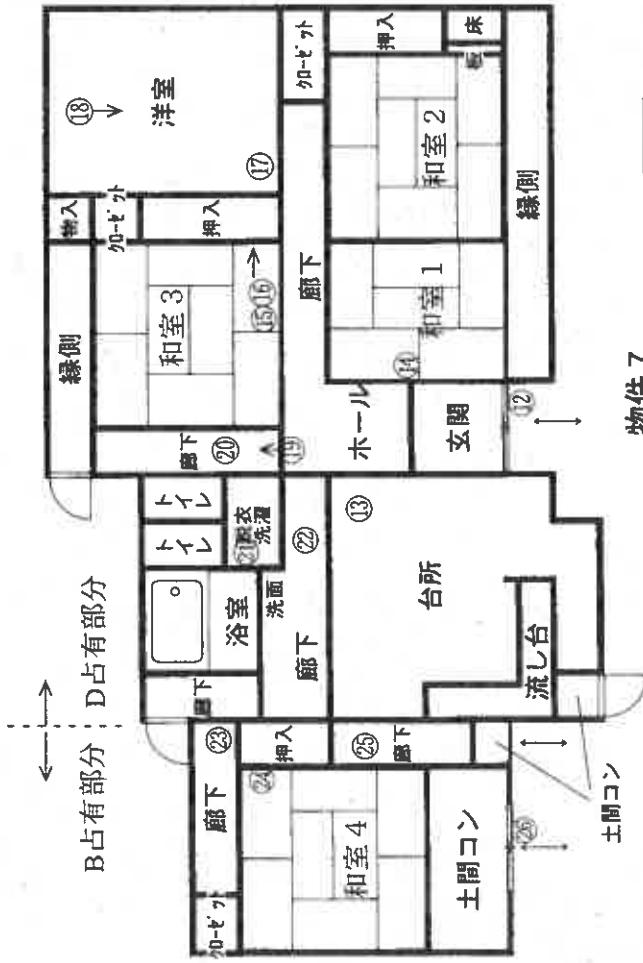 B占有部分
D占有部分
クローゼット
廊下
㉓
和室4
㉔
押入
土間コン
㉕
廊下
㉖
土間コン
廊下
浴室
トイレ
トイレ
㉑脱衣
洗濯
洗面
廊下
㉒
台所
⑬
流し台
縁側
廊下
⑳
⑲
和室3
⑮⑯
物入
クローゼット
押入
⑱
洋室
⑰
ホール
玄関
⑫
廊下
⑭
和室1
和室2
クローゼット
押入
床
縁側
物件7